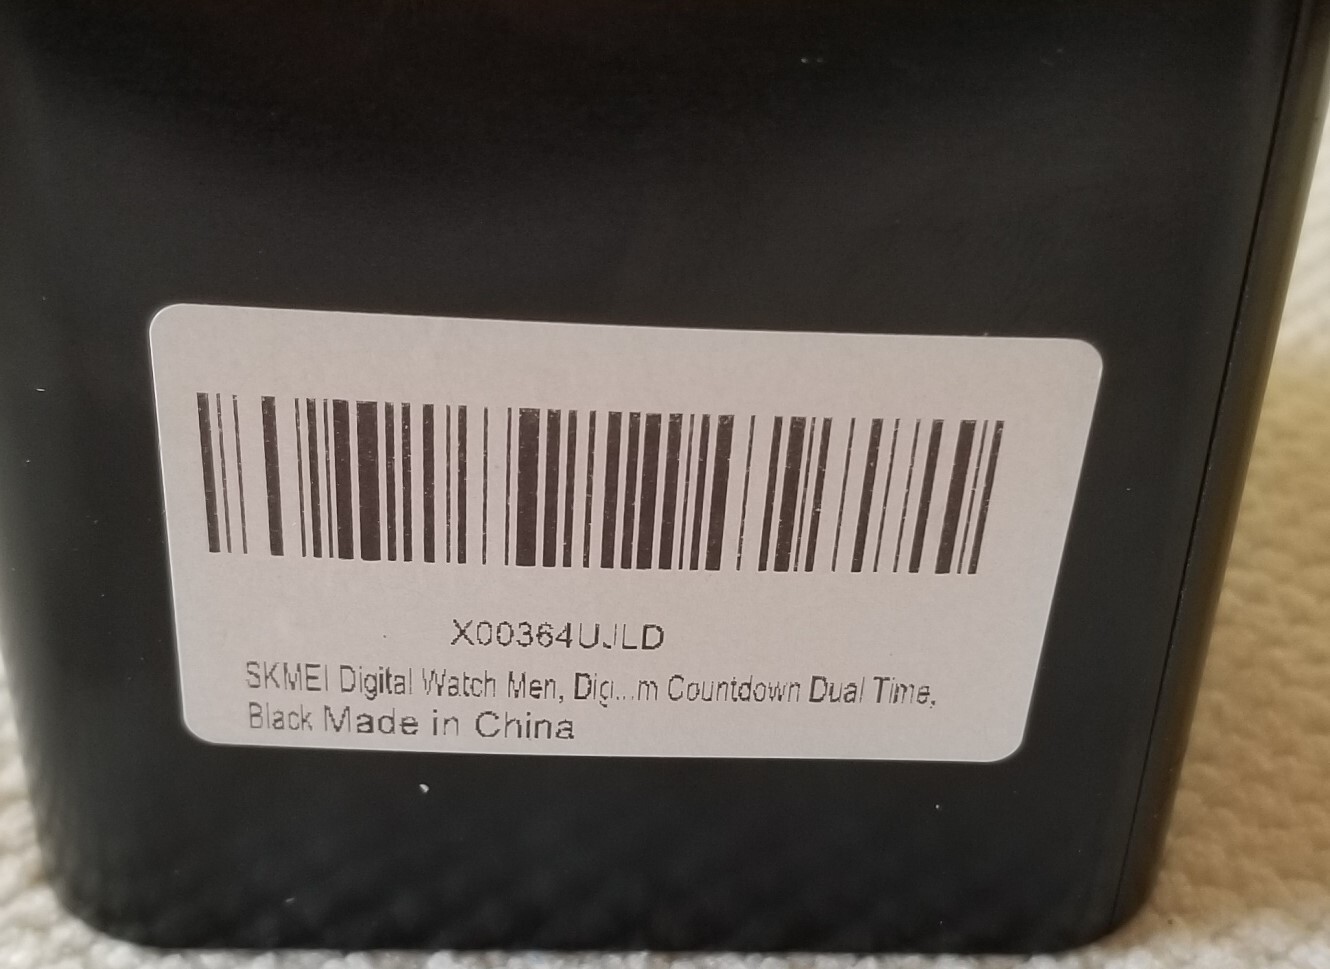 X00364UJLD
SKMEI Digital Watch Men, Dig...m Countdown Dual Time,
Black Made in China